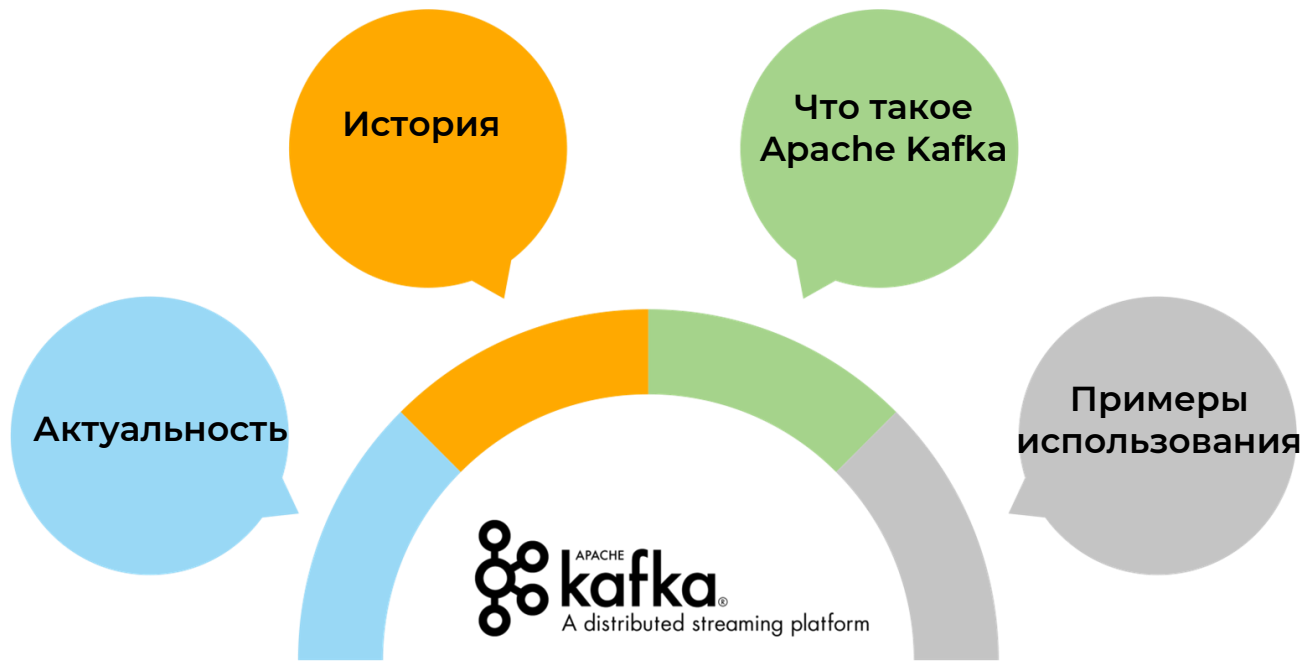 История
Что такое
Apache Kafka
Актуальность
Примеры
использования
APACHE
kafka®
A distributed streaming platform